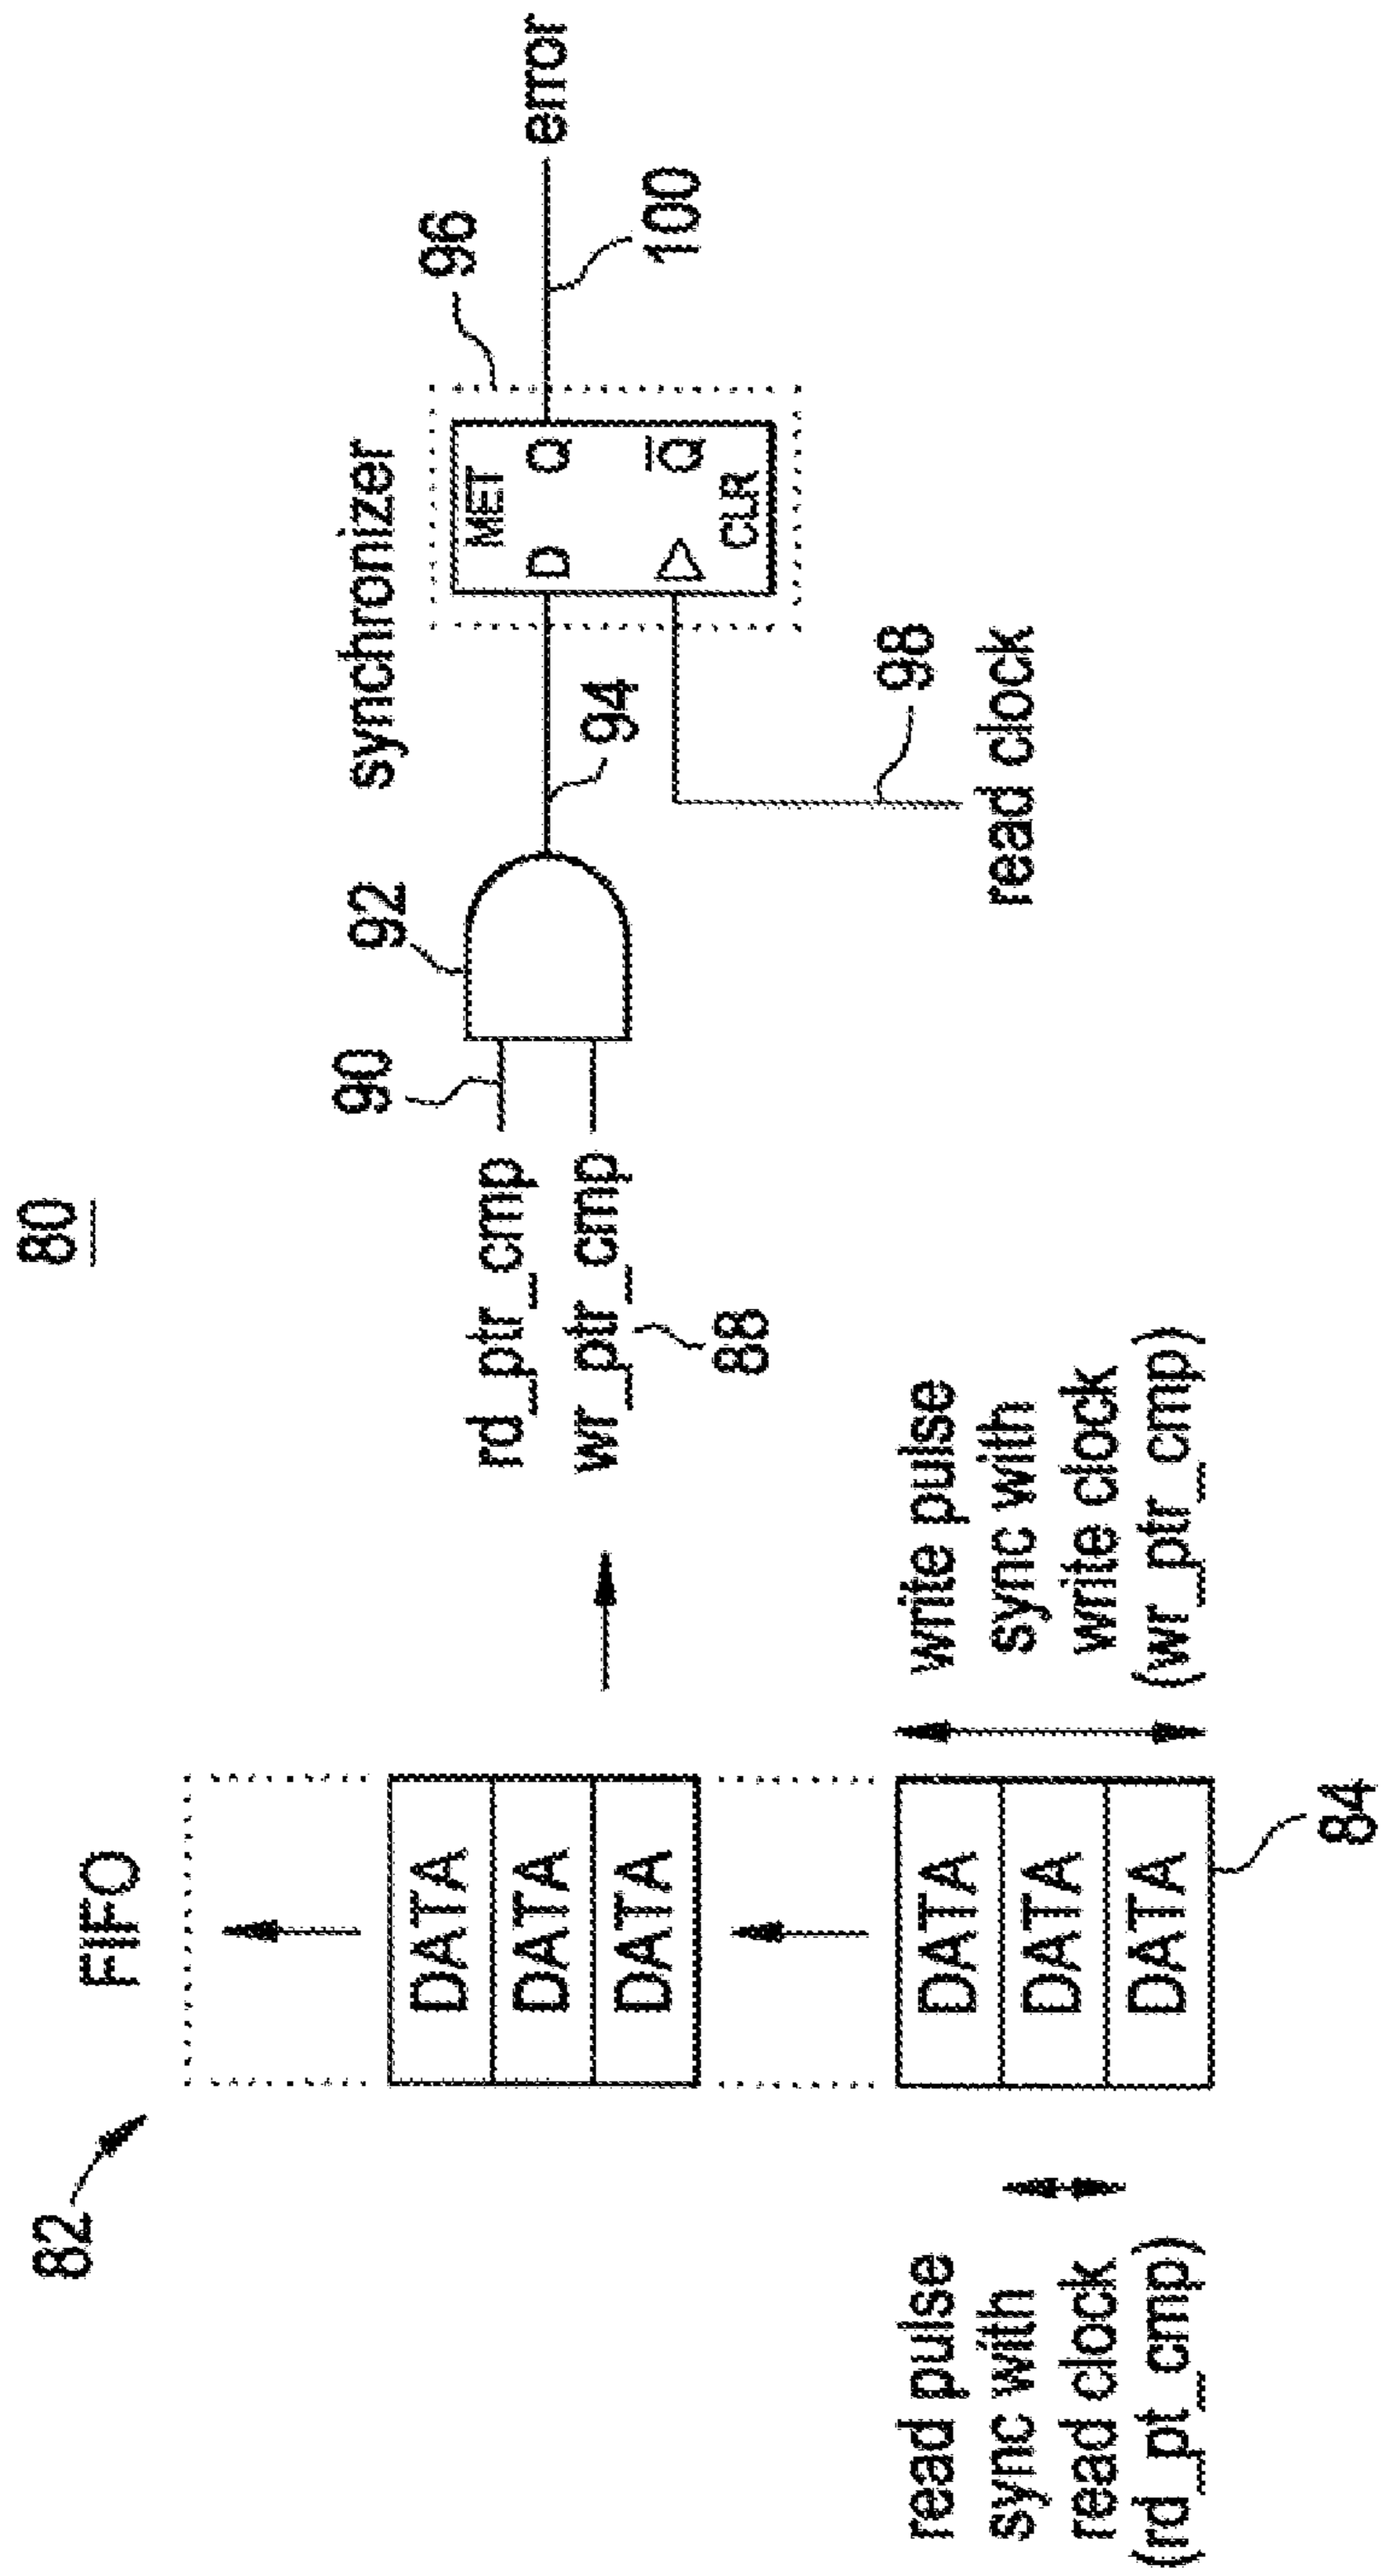 80
82
FIFO
DATA
DATA
DATA
DATA
DATA
DATA
84
read pulse
sync with
read clock
(rd_pt_cmp)
write pulse
sync with
write clock
(wr_ptr_cmp)
rd_ptr_cmp
wr_ptr_cmp
88
90
92
94
synchronizer
96
MET
D Q
Q̅
CLR
98
read clock
100
error